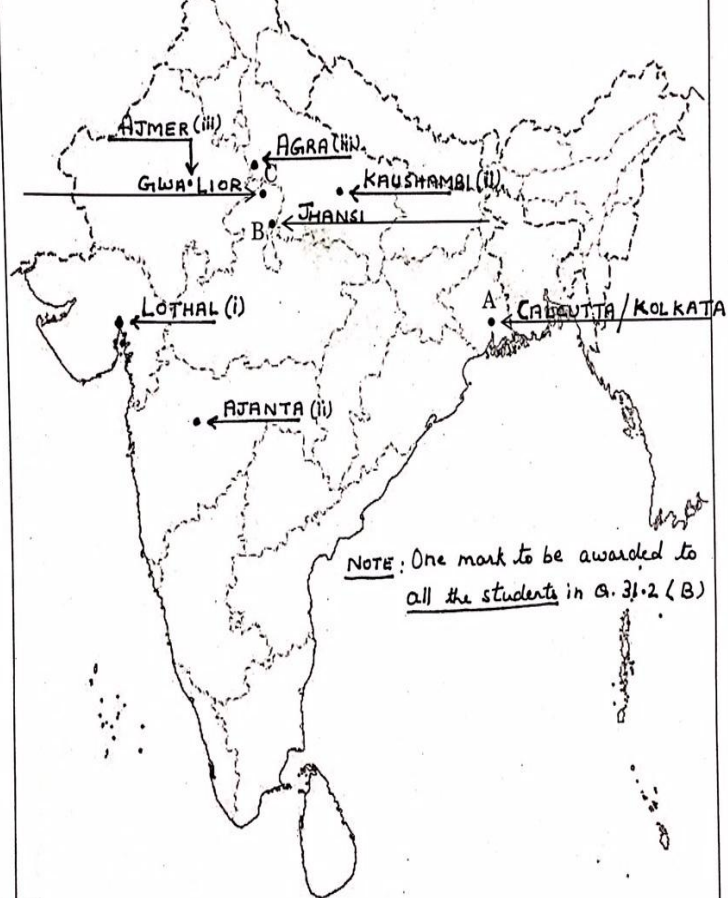 AJMER (iii)
AGRA (iii)
C
GWALIOR
KAUSHAMBI (ii)
JHANSI
B
A
LOTHAL (i)
CALCUTTA / KOLKATA
AJANTA (ii)
NOTE : One mark to be awarded to
all the students in Q. 31.2 (B)